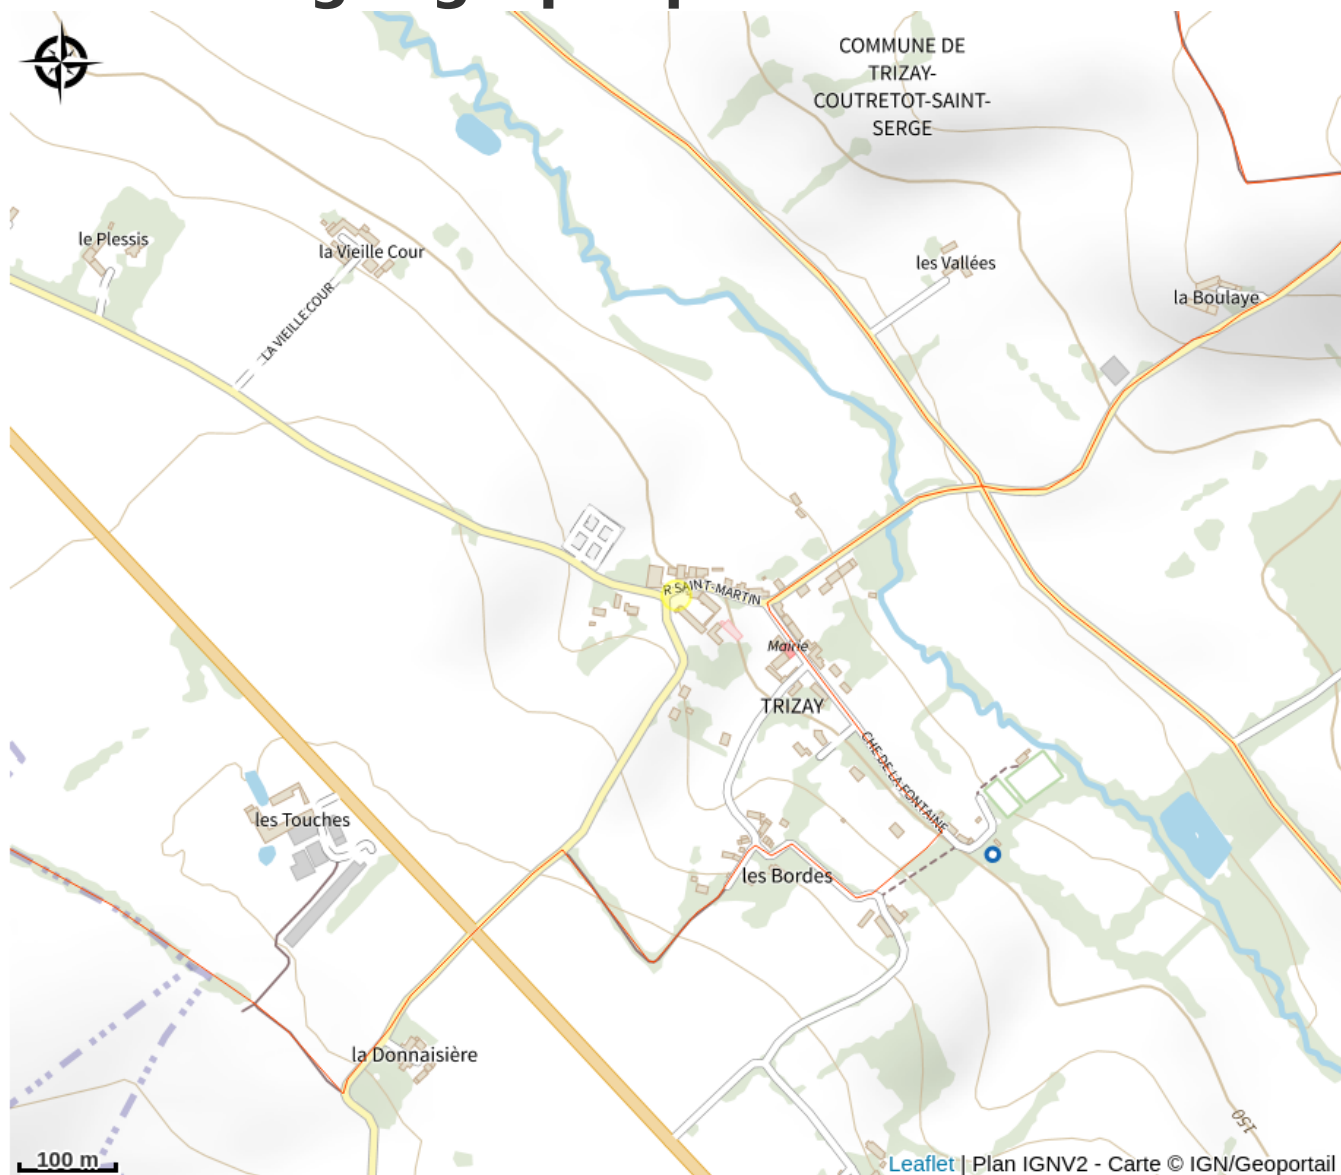 COMMUNE DE
TRIZAY-
COUTRETOT-SAINT-
SERGE
le Plessis
la Vieille Cour
les Vallées
la Boulaye
LA VIEILLE COUR
R SAINT-MARTIN
Mairie
TRIZAY
CHE DE LA FONTAINE
les Touches
les Bordes
la Donnaisière
150
100 m
Leaflet | Plan IGNV2 - Carte © IGN/Geoportail